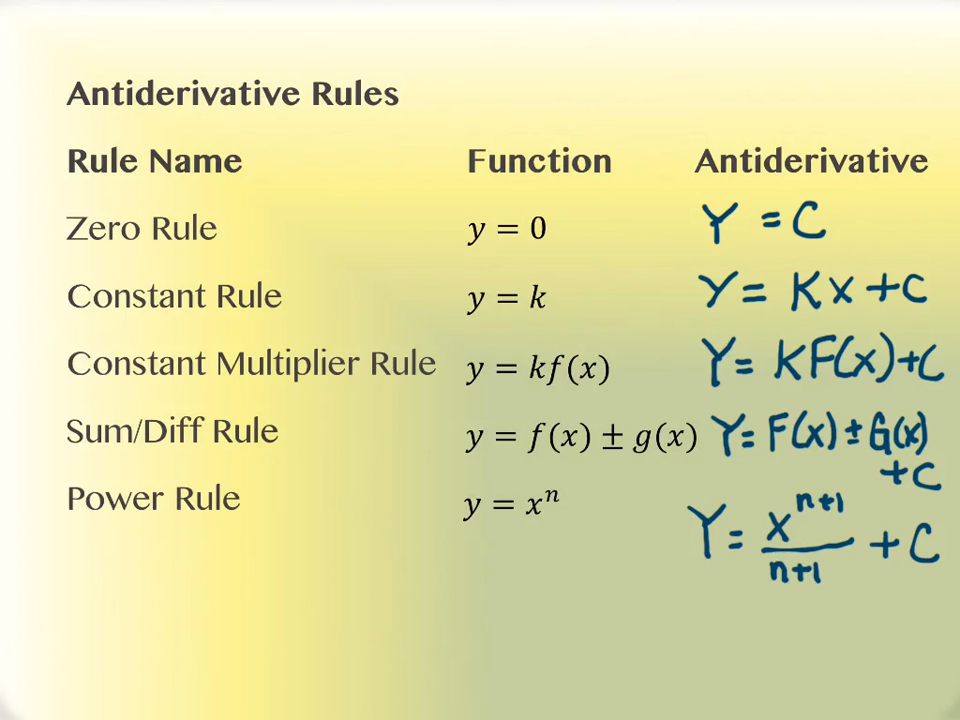 Antiderivative Rules
Rule Name Function Antiderivative
Zero Rule y = 0 Y = C
Constant Rule y = k Y = Kx + C
Constant Multiplier Rule y = kf(x) Y = KF(x) + C
Sum/Diff Rule y = f(x) ± g(x) Y = F(x) ± G(x)
+ C
Power Rule y = xⁿ Y = x^(n+1)/(n+1) + C